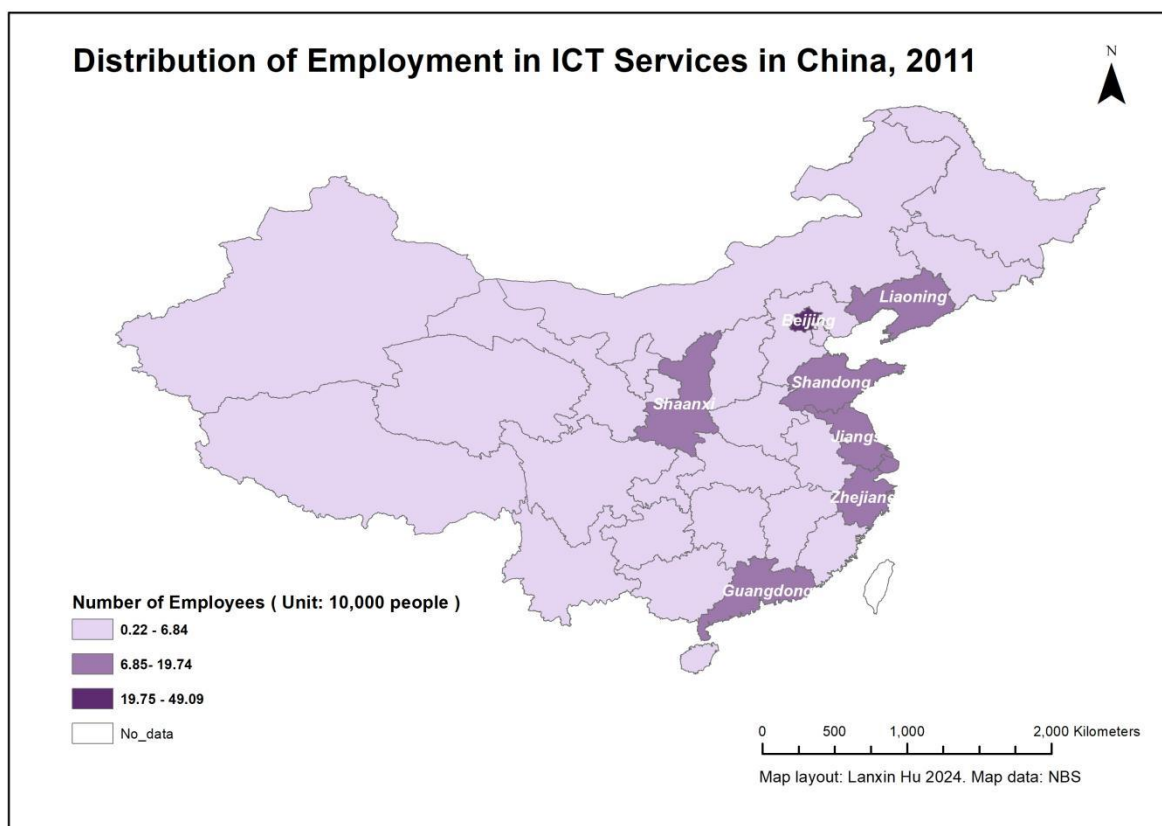 Distribution of Employment in ICT Services in China, 2011
N
Liaoning
Beijing
Shandong
Shaanxi
Jiangs
Zhejiang
Guangdong
Number of Employees ( Unit: 10,000 people )
0.22 - 6.84
6.85- 19.74
19.75 - 49.09
No_data
0 500 1,000 2,000 Kilometers
Map layout: Lanxin Hu 2024. Map data: NBS